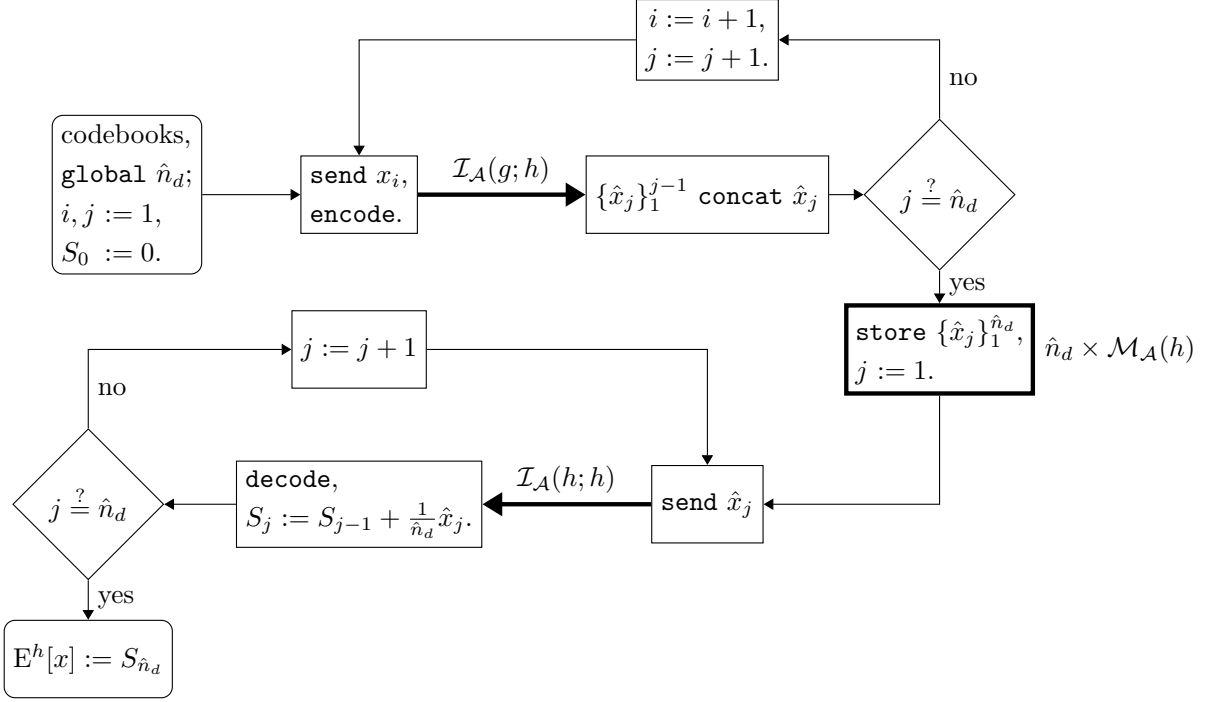 i := i + 1,
j := j + 1.
no
codebooks,
global n̂_d;
i, j := 1,
S_0 := 0.
send x_i,
encode.
I_A(g; h)
{x̂_j}_1^{j−1} concat x̂_j
j ?= n̂_d
yes
store {x̂_j}_1^{n̂_d},
j := 1.
n̂_d × M_A(h)
j := j + 1
no
j ?= n̂_d
decode,
S_j := S_{j−1} + 1/n̂_d x̂_j.
I_A(h; h)
send x̂_j
yes
E^h[x] := S_{n̂_d}